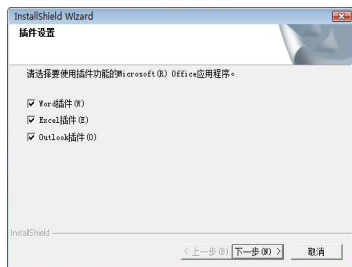 InstallShield Wizard
插件设置
请选择要使用插件功能的Microsoft(R) Office应用程序。
Word插件(W)
Excel插件(E)
Outlook插件(O)
InstallShield
< 上一步(B) 下一步(N) > 取消